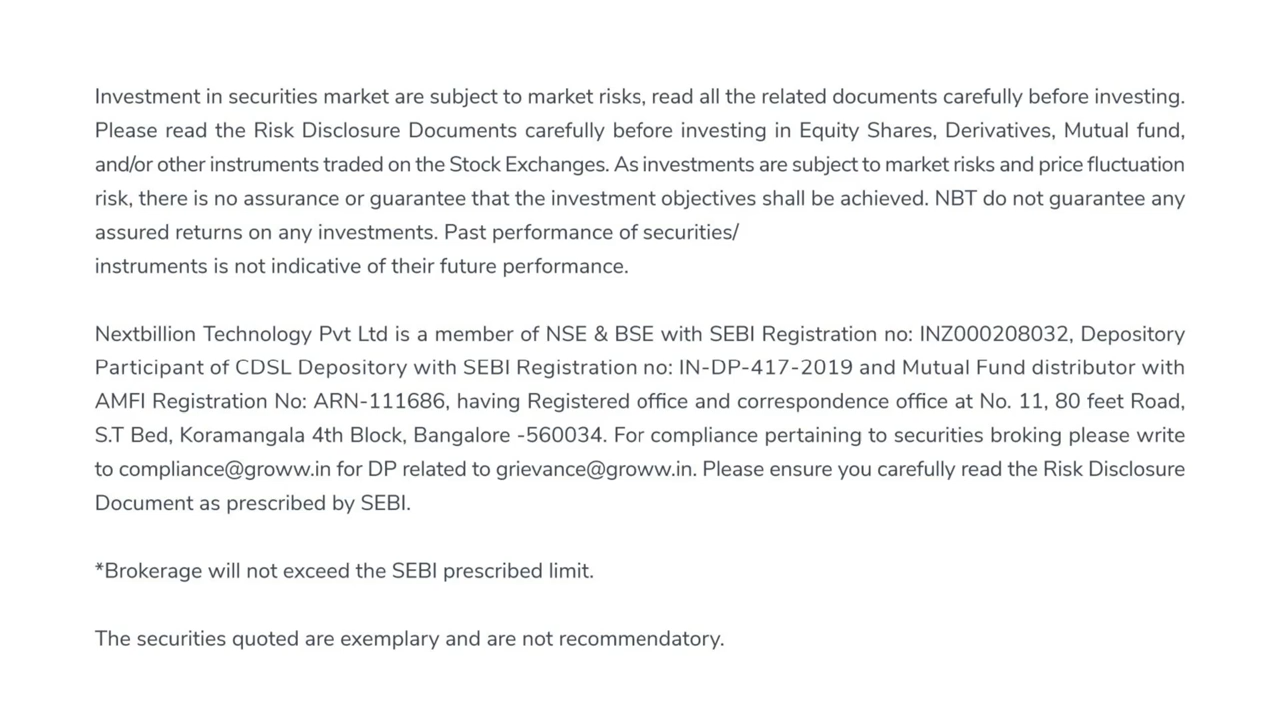 Investment in securities market are subject to market risks, read all the related documents carefully before investing.
Please read the Risk Disclosure Documents carefully before investing in Equity Shares, Derivatives, Mutual fund,
and/or other instruments traded on the Stock Exchanges. As investments are subject to market risks and price fluctuation
risk, there is no assurance or guarantee that the investment objectives shall be achieved. NBT do not guarantee any
assured returns on any investments. Past performance of securities/
instruments is not indicative of their future performance.
Nextbillion Technology Pvt Ltd is a member of NSE & BSE with SEBI Registration no: INZ000208032, Depository
Participant of CDSL Depository with SEBI Registration no: IN-DP-417-2019 and Mutual Fund distributor with
AMFI Registration No: ARN-111686, having Registered office and correspondence office at No. 11, 80 feet Road,
S.T Bed, Koramangala 4th Block, Bangalore -560034. For compliance pertaining to securities broking please write
to compliance@groww.in for DP related to grievance@groww.in. Please ensure you carefully read the Risk Disclosure
Document as prescribed by SEBI.
*Brokerage will not exceed the SEBI prescribed limit.
The securities quoted are exemplary and are not recommendatory.